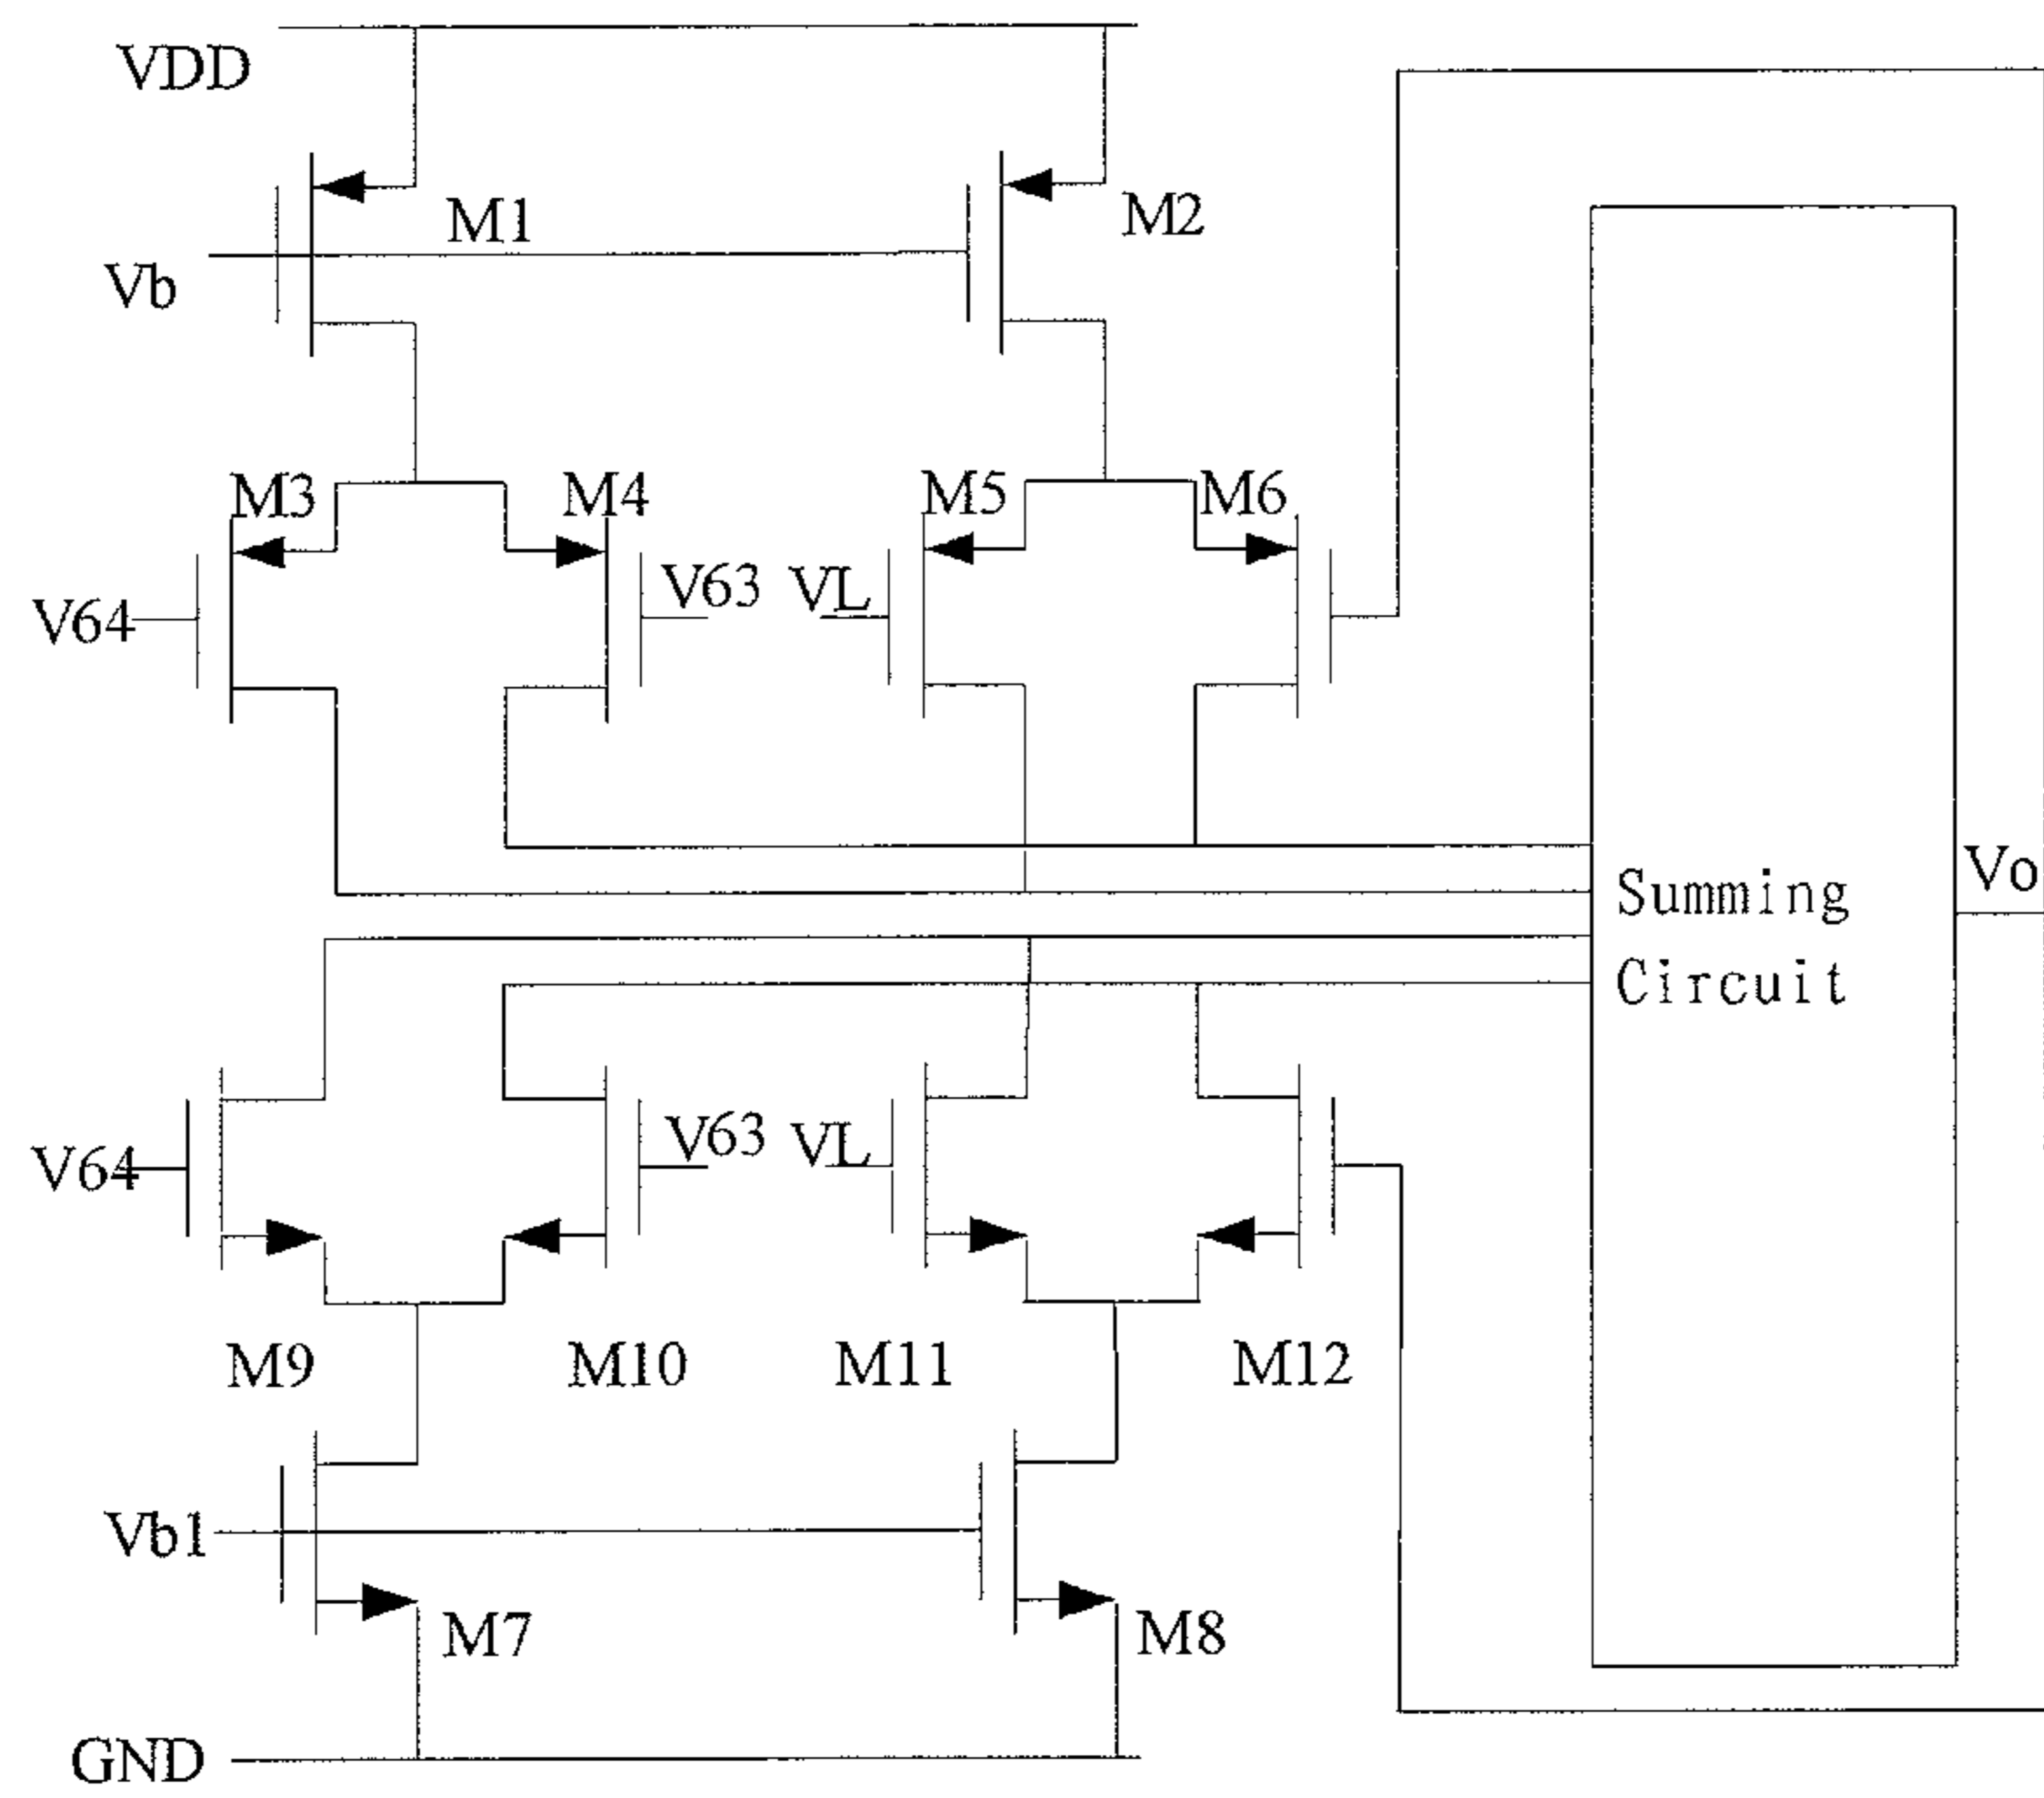 VDD
M1
M2
Vb
M3
M4
M5
M6
V64
V63
VL
Vo
Summing
Circuit
V64
V63
VL
M9
M10
M11
M12
Vb1
M7
M8
GND